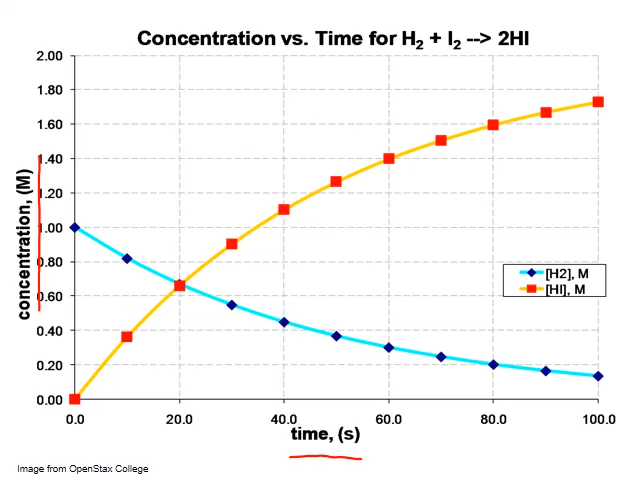 Concentration vs. Time for H₂ + I₂ --> 2HI
2.00
1.80
1.60
1.40
1.20
1.00
0.80
0.60
0.40
0.20
0.00
concentration, (M)
[H2], M
[HI], M
0.0 20.0 40.0 60.0 80.0 100.0
time, (s)
Image from OpenStax College